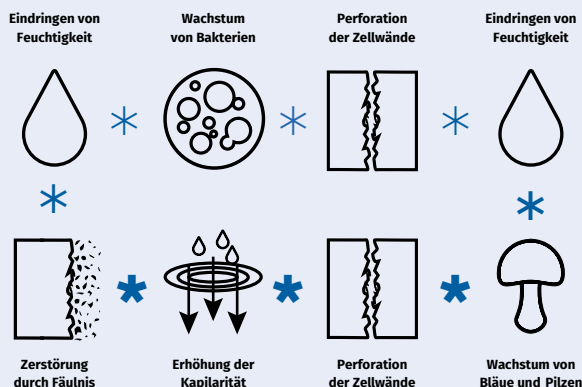 Eindringen von
Feuchtigkeit
Wachstum
von Bakterien
Perforation
der Zellwände
Eindringen von
Feuchtigkeit
Zerstörung
durch Fäulnis
Erhöhung der
Kapilarität
Perforation
der Zellwände
Wachstum von
Bläue und Pilzen